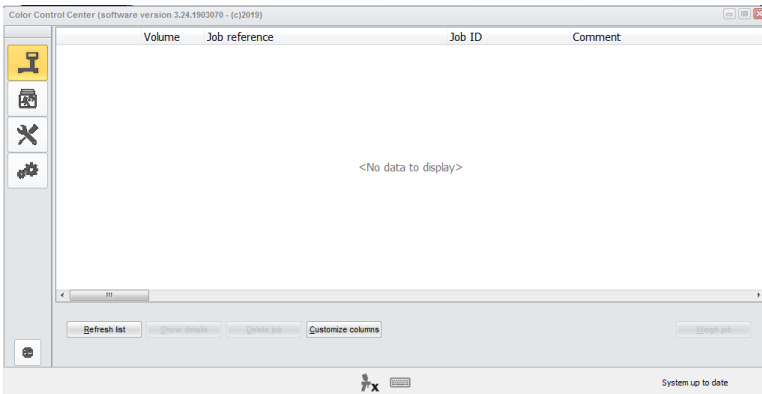 Color Control Center (software version 3.24.1903070 - (c)2019)
Volume Job reference Job ID Comment
<No data to display>
Refresh list Show details Delete job Customize columns Weigh job
System up to date